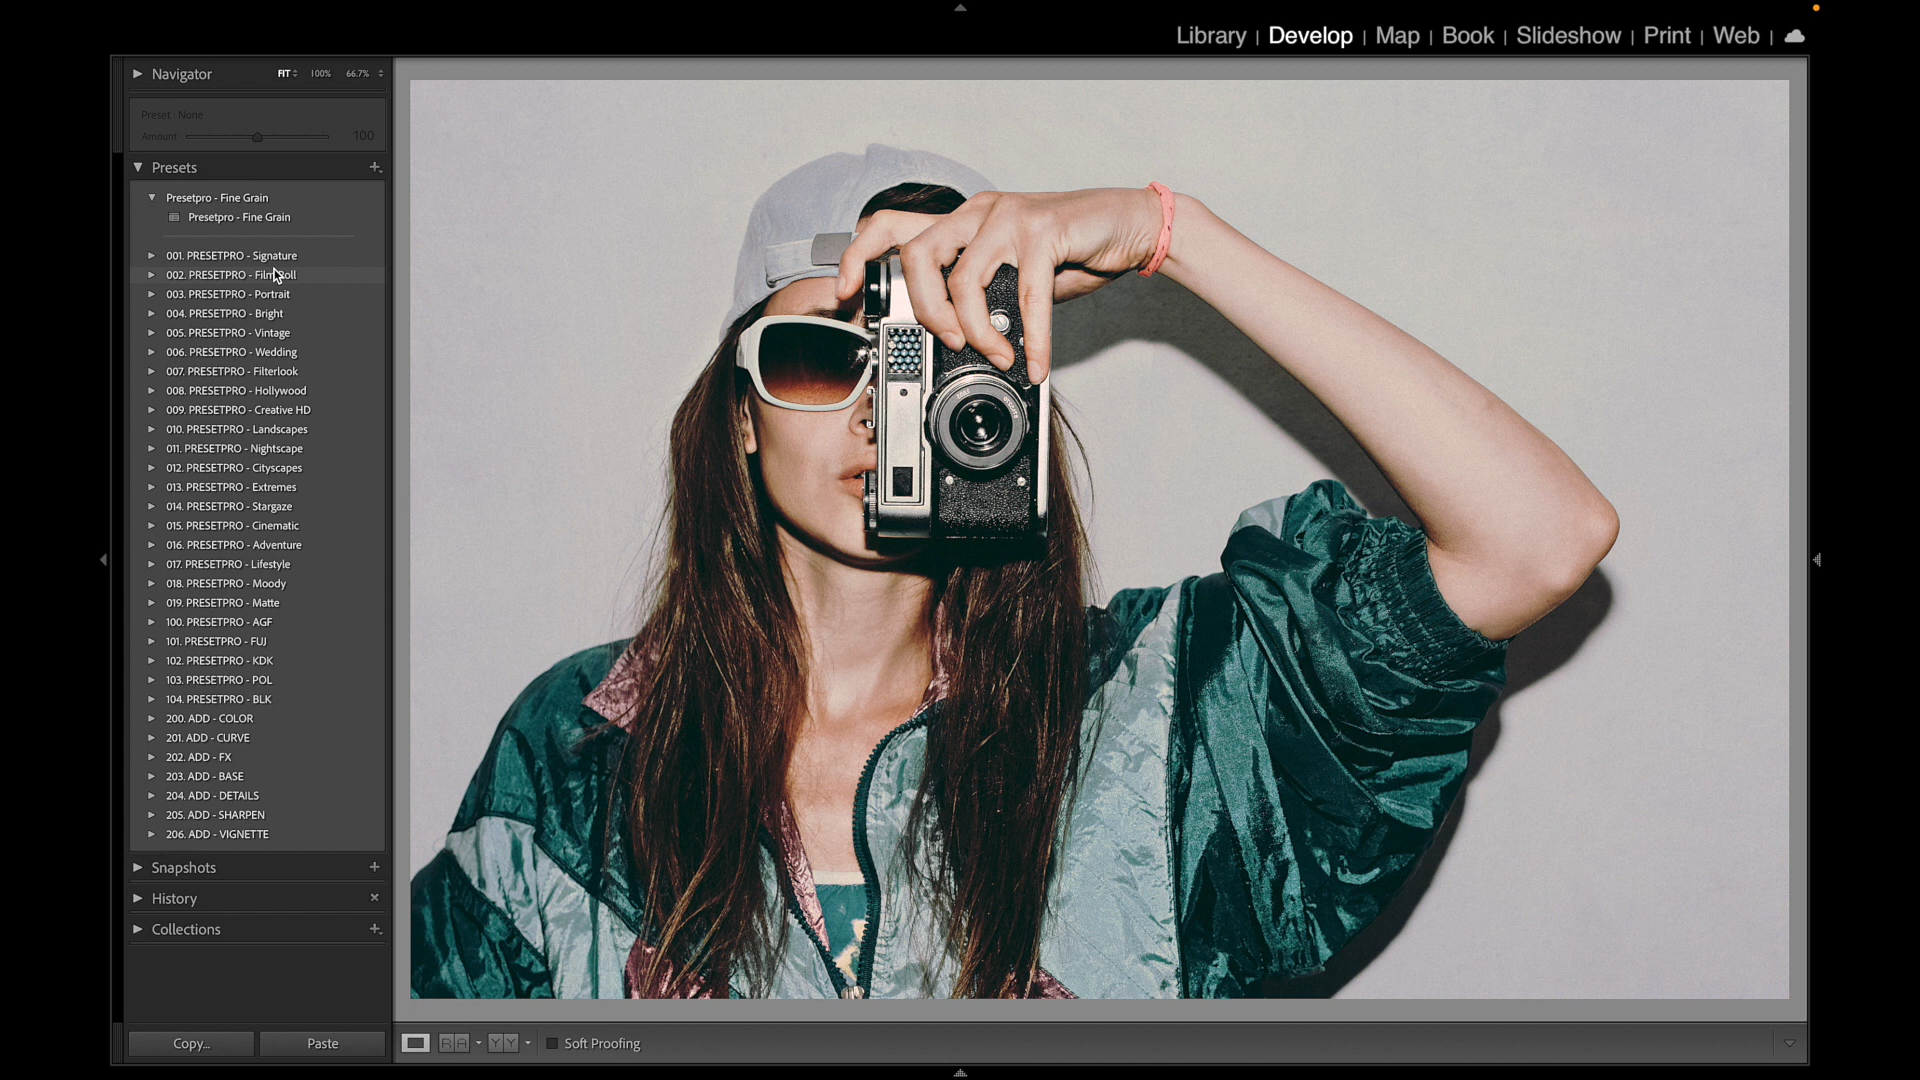 Library | Develop | Map | Book | Slideshow | Print | Web |
Navigator FIT 100% 66.7%
Preset : None
Amount 100
Presets
Presetpro - Fine Grain
Presetpro - Fine Grain
001. PRESETPRO - Signature
002. PRESETPRO - Film Roll
003. PRESETPRO - Portrait
004. PRESETPRO - Bright
005. PRESETPRO - Vintage
006. PRESETPRO - Wedding
007. PRESETPRO - Filterlook
008. PRESETPRO - Hollywood
009. PRESETPRO - Creative HD
010. PRESETPRO - Landscapes
011. PRESETPRO - Nightscape
012. PRESETPRO - Cityscapes
013. PRESETPRO - Extremes
014. PRESETPRO - Stargaze
015. PRESETPRO - Cinematic
016. PRESETPRO - Adventure
017. PRESETPRO - Lifestyle
018. PRESETPRO - Moody
019. PRESETPRO - Matte
100. PRESETPRO - AGF
101. PRESETPRO - FUJ
102. PRESETPRO - KDK
103. PRESETPRO - POL
104. PRESETPRO - BLK
200. ADD - COLOR
201. ADD - CURVE
202. ADD - FX
203. ADD - BASE
204. ADD - DETAILS
205. ADD - SHARPEN
206. ADD - VIGNETTE
Snapshots
History
Collections
Copy... Paste
R A Y Y Soft Proofing